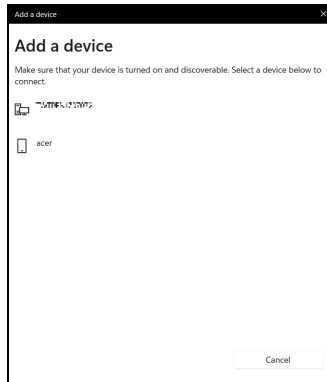 Add a device
Add a device
Make sure that your device is turned on and discoverable. Select a device below to
connect.
acer
Cancel